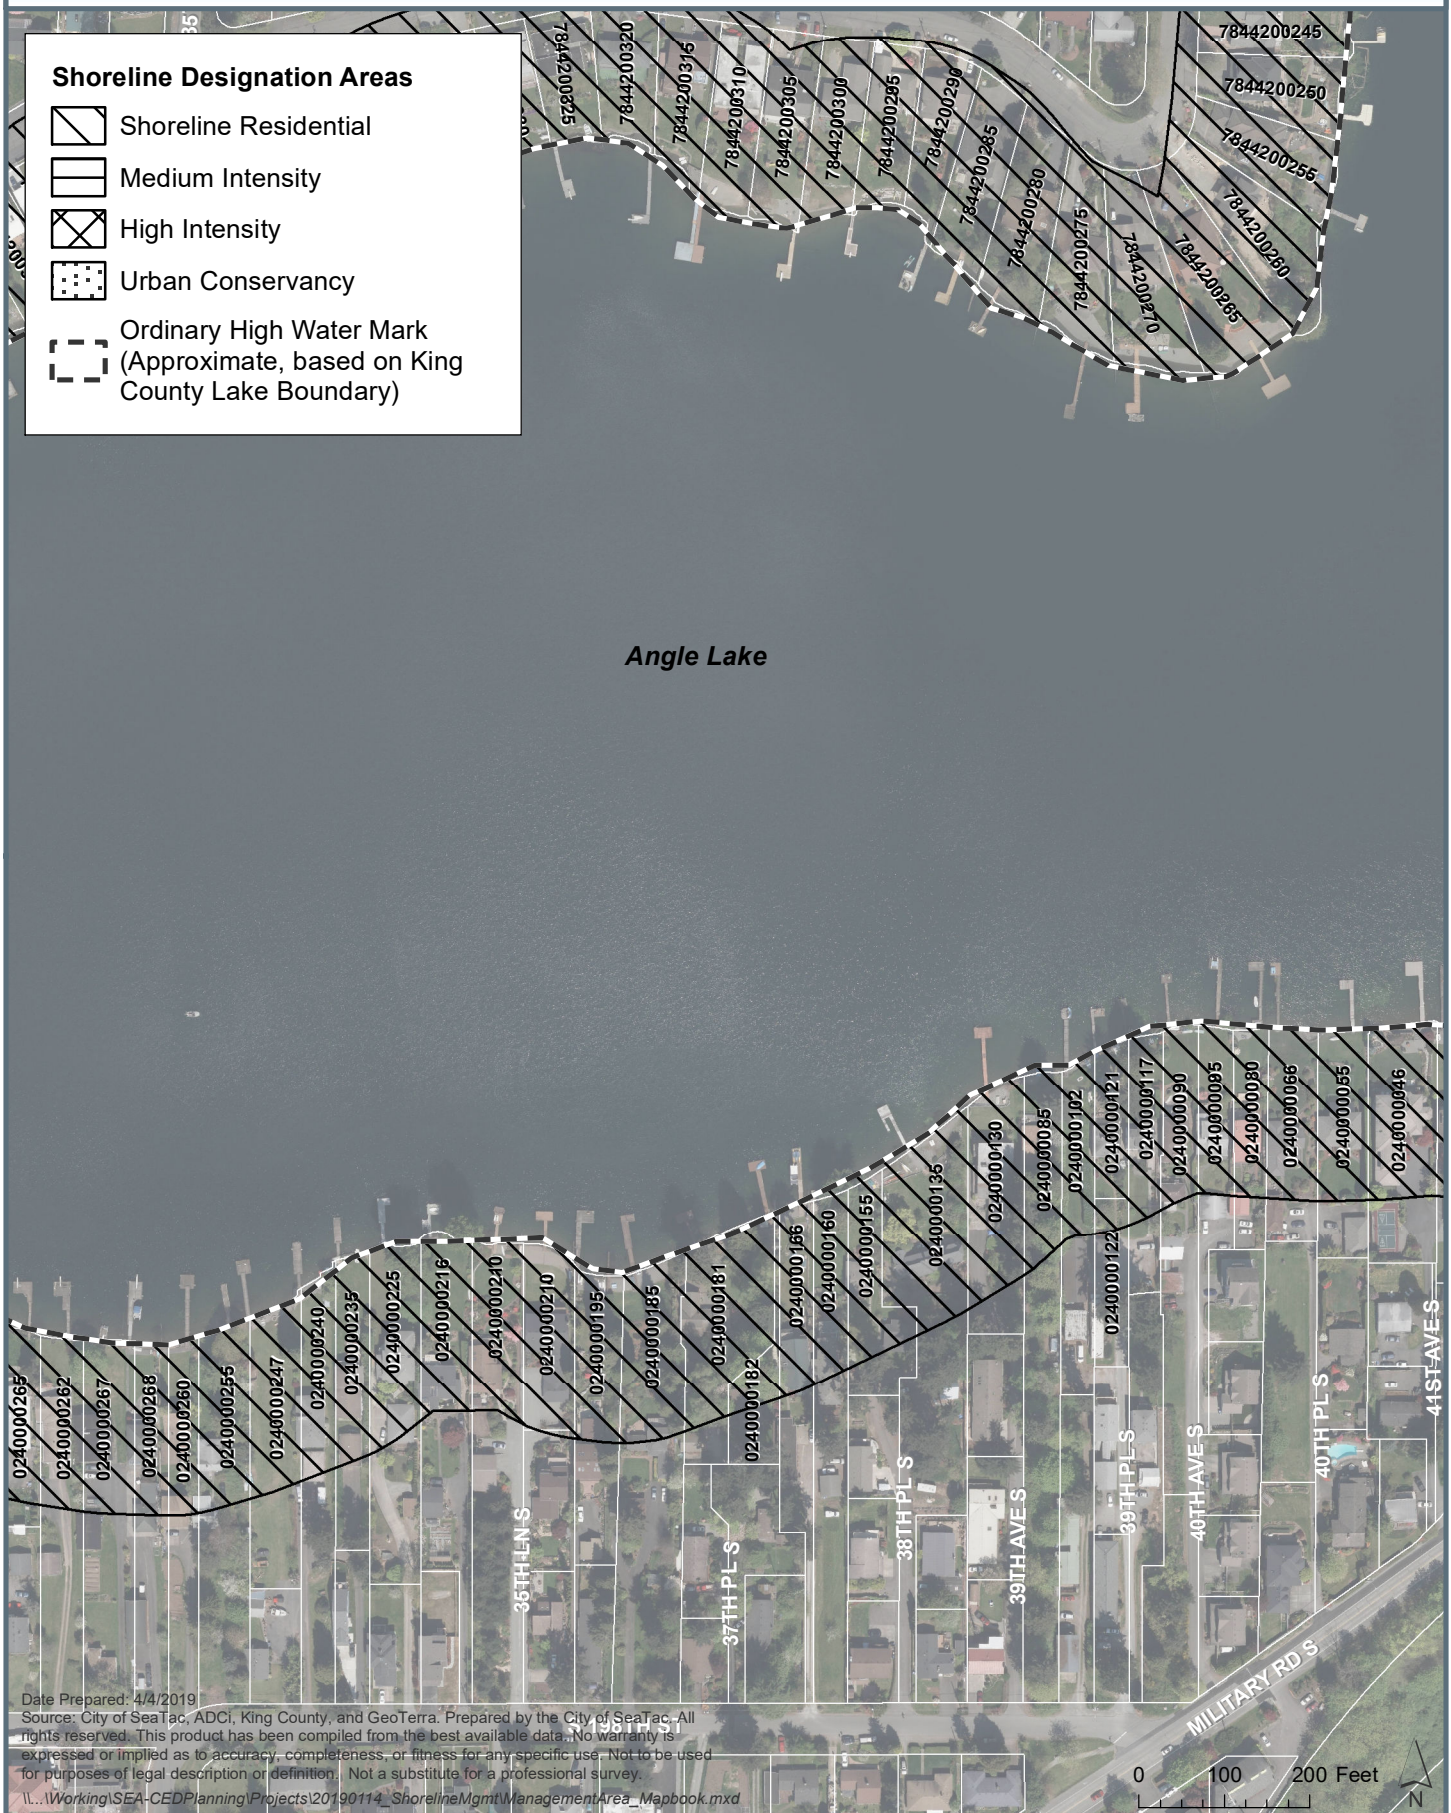 Shoreline Designation Areas
Shoreline Residential
Medium Intensity
High Intensity
Urban Conservancy
Ordinary High Water Mark
(Approximate, based on King
County Lake Boundary)
7844200325
7844200320
7844200315
7844200310
7844200305
7844200300
7844200295
7844200290
7844200285
7844200280
7844200275
7844200270
7844200265
7844200260
7844200255
7844200250
7844200245
Angle Lake
0240000265
0240000262
0240000267
0240000268
0240000260
0240000255
0240000247
0240000240
0240000235
0240000225
0240000216
0240000210
0240000210
0240000195
0240000185
0240000181
0240000182
0240000166
0240000160
0240000155
0240000135
0240000130
0240000085
0240000102
0240000121
0240000122
0240000117
0240000090
0240000095
0240000080
0240000066
0240000055
0240000046
35TH LN S
37TH PL S
38TH PL S
39TH AVE S
39TH PL S
40TH AVE S
40TH PL S
41ST AVE S
MILITARY RD S
S 198TH ST
Date Prepared: 4/4/2019
Source: City of SeaTac, ADCi, King County, and GeoTerra. Prepared by the City of SeaTac. All
rights reserved. This product has been compiled from the best available data. No warranty is
expressed or implied as to accuracy, completeness, or fitness for any specific use. Not to be used
for purposes of legal description or definition. Not a substitute for a professional survey.
\\...\Working\SEA-CEDPlanning\Projects\20190114_ShorelineMgmt\ManagementArea_Mapbook.mxd
0 100 200 Feet
N